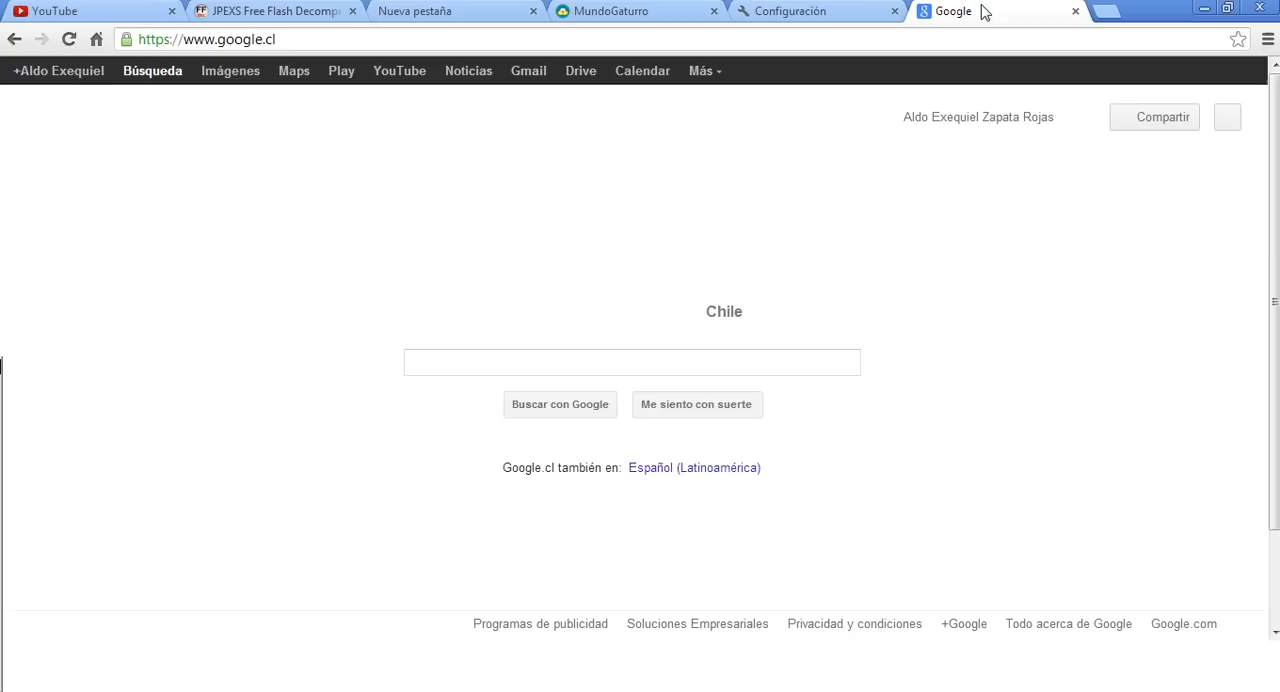 YouTube JPEXS Free Flash Decomp Nueva pestaña MundoGaturro Configuración Google
https://www.google.cl
+Aldo Exequiel Búsqueda Imágenes Maps Play YouTube Noticias Gmail Drive Calendar Más
Aldo Exequiel Zapata Rojas Compartir
Chile
Buscar con Google Me siento con suerte
Google.cl también en: Español (Latinoamérica)
Programas de publicidad Soluciones Empresariales Privacidad y condiciones +Google Todo acerca de Google Google.com